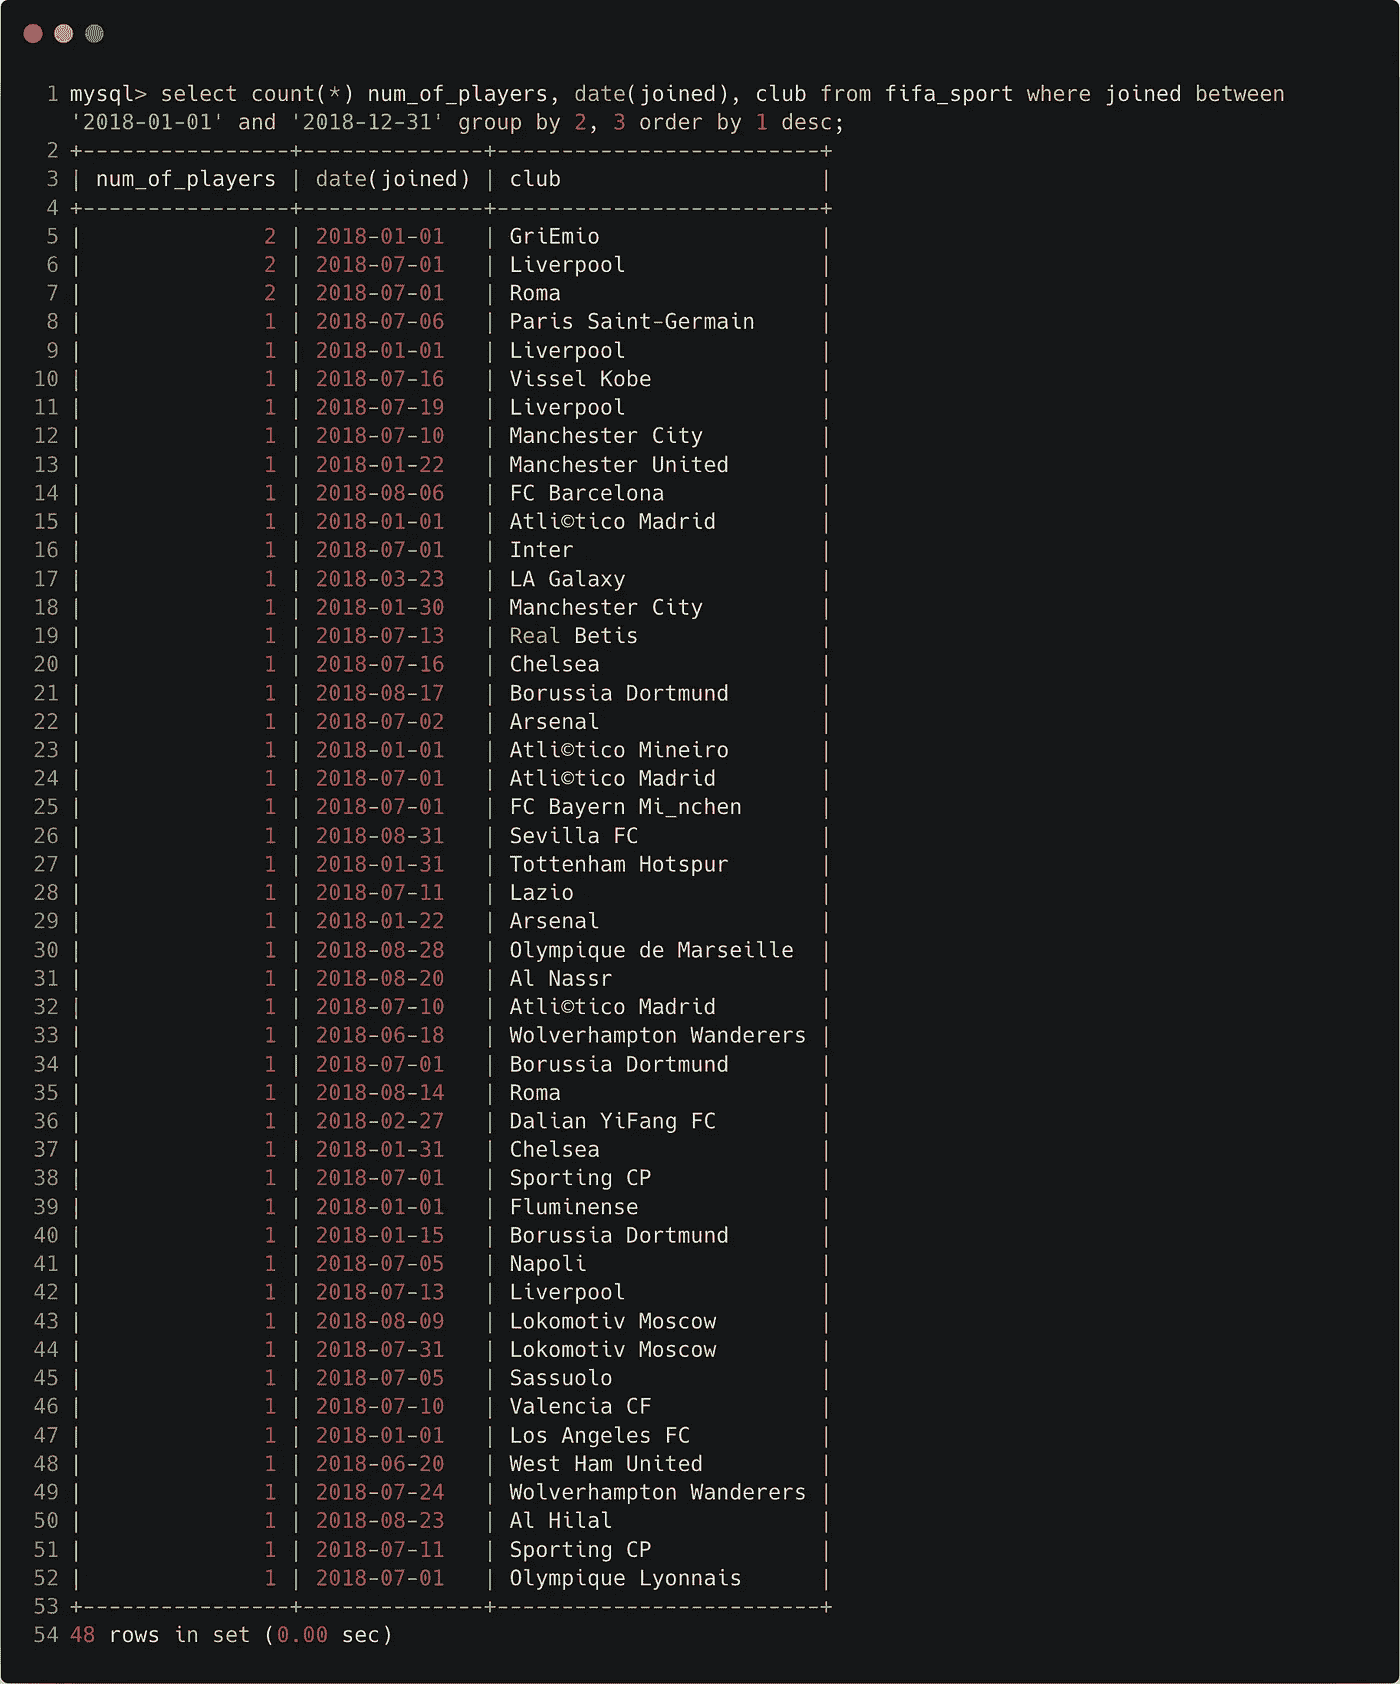 1 mysql> select count(*) num_of_players, date(joined), club from fifa_sport where joined between
'2018-01-01' and '2018-12-31' group by 2, 3 order by 1 desc;
2 +----------------+--------------+--------------------------+
3 | num_of_players | date(joined) | club                     |
4 +----------------+--------------+--------------------------+
5 |              2 | 2018-01-01   | GriEmio                  |
6 |              2 | 2018-07-01   | Liverpool                |
7 |              2 | 2018-07-01   | Roma                     |
8 |              1 | 2018-07-06   | Paris Saint-Germain      |
9 |              1 | 2018-01-01   | Liverpool                |
10 |              1 | 2018-07-16   | Vissel Kobe              |
11 |              1 | 2018-07-19   | Liverpool                |
12 |              1 | 2018-07-10   | Manchester City          |
13 |              1 | 2018-01-22   | Manchester United        |
14 |              1 | 2018-08-06   | FC Barcelona             |
15 |              1 | 2018-01-01   | Atli©tico Madrid         |
16 |              1 | 2018-07-01   | Inter                    |
17 |              1 | 2018-03-23   | LA Galaxy                |
18 |              1 | 2018-01-30   | Manchester City          |
19 |              1 | 2018-07-13   | Real Betis               |
20 |              1 | 2018-07-16   | Chelsea                  |
21 |              1 | 2018-08-17   | Borussia Dortmund        |
22 |              1 | 2018-07-02   | Arsenal                  |
23 |              1 | 2018-01-01   | Atli©tico Mineiro        |
24 |              1 | 2018-07-01   | Atli©tico Madrid         |
25 |              1 | 2018-07-01   | FC Bayern Mi_nchen       |
26 |              1 | 2018-08-31   | Sevilla FC               |
27 |              1 | 2018-01-31   | Tottenham Hotspur        |
28 |              1 | 2018-07-11   | Lazio                    |
29 |              1 | 2018-01-22   | Arsenal                  |
30 |              1 | 2018-08-28   | Olympique de Marseille   |
31 |              1 | 2018-08-20   | Al Nassr                 |
32 |              1 | 2018-07-10   | Atli©tico Madrid         |
33 |              1 | 2018-06-18   | Wolverhampton Wanderers  |
34 |              1 | 2018-07-01   | Borussia Dortmund        |
35 |              1 | 2018-08-14   | Roma                     |
36 |              1 | 2018-02-27   | Dalian YiFang FC         |
37 |              1 | 2018-01-31   | Chelsea                  |
38 |              1 | 2018-07-01   | Sporting CP              |
39 |              1 | 2018-01-01   | Fluminense               |
40 |              1 | 2018-01-15   | Borussia Dortmund        |
41 |              1 | 2018-07-05   | Napoli                   |
42 |              1 | 2018-07-13   | Liverpool                |
43 |              1 | 2018-08-09   | Lokomotiv Moscow         |
44 |              1 | 2018-07-31   | Lokomotiv Moscow         |
45 |              1 | 2018-07-05   | Sassuolo                 |
46 |              1 | 2018-07-10   | Valencia CF              |
47 |              1 | 2018-01-01   | Los Angeles FC           |
48 |              1 | 2018-06-20   | West Ham United          |
49 |              1 | 2018-07-24   | Wolverhampton Wanderers  |
50 |              1 | 2018-08-23   | Al Hilal                 |
51 |              1 | 2018-07-11   | Sporting CP              |
52 |              1 | 2018-07-01   | Olympique Lyonnais       |
53 +----------------+--------------+--------------------------+
54 48 rows in set (0.00 sec)